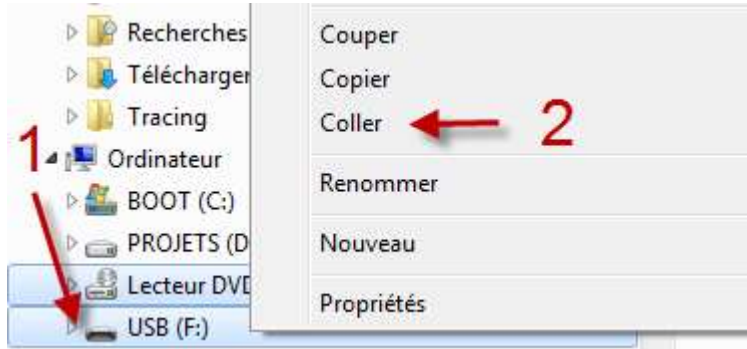 Recherches
Télécharger
Tracing
1
Ordinateur
BOOT (C:)
PROJETS (D
Lecteur DVD
USB (F:)
Couper
Copier
Coller
2
Renommer
Nouveau
Propriétés